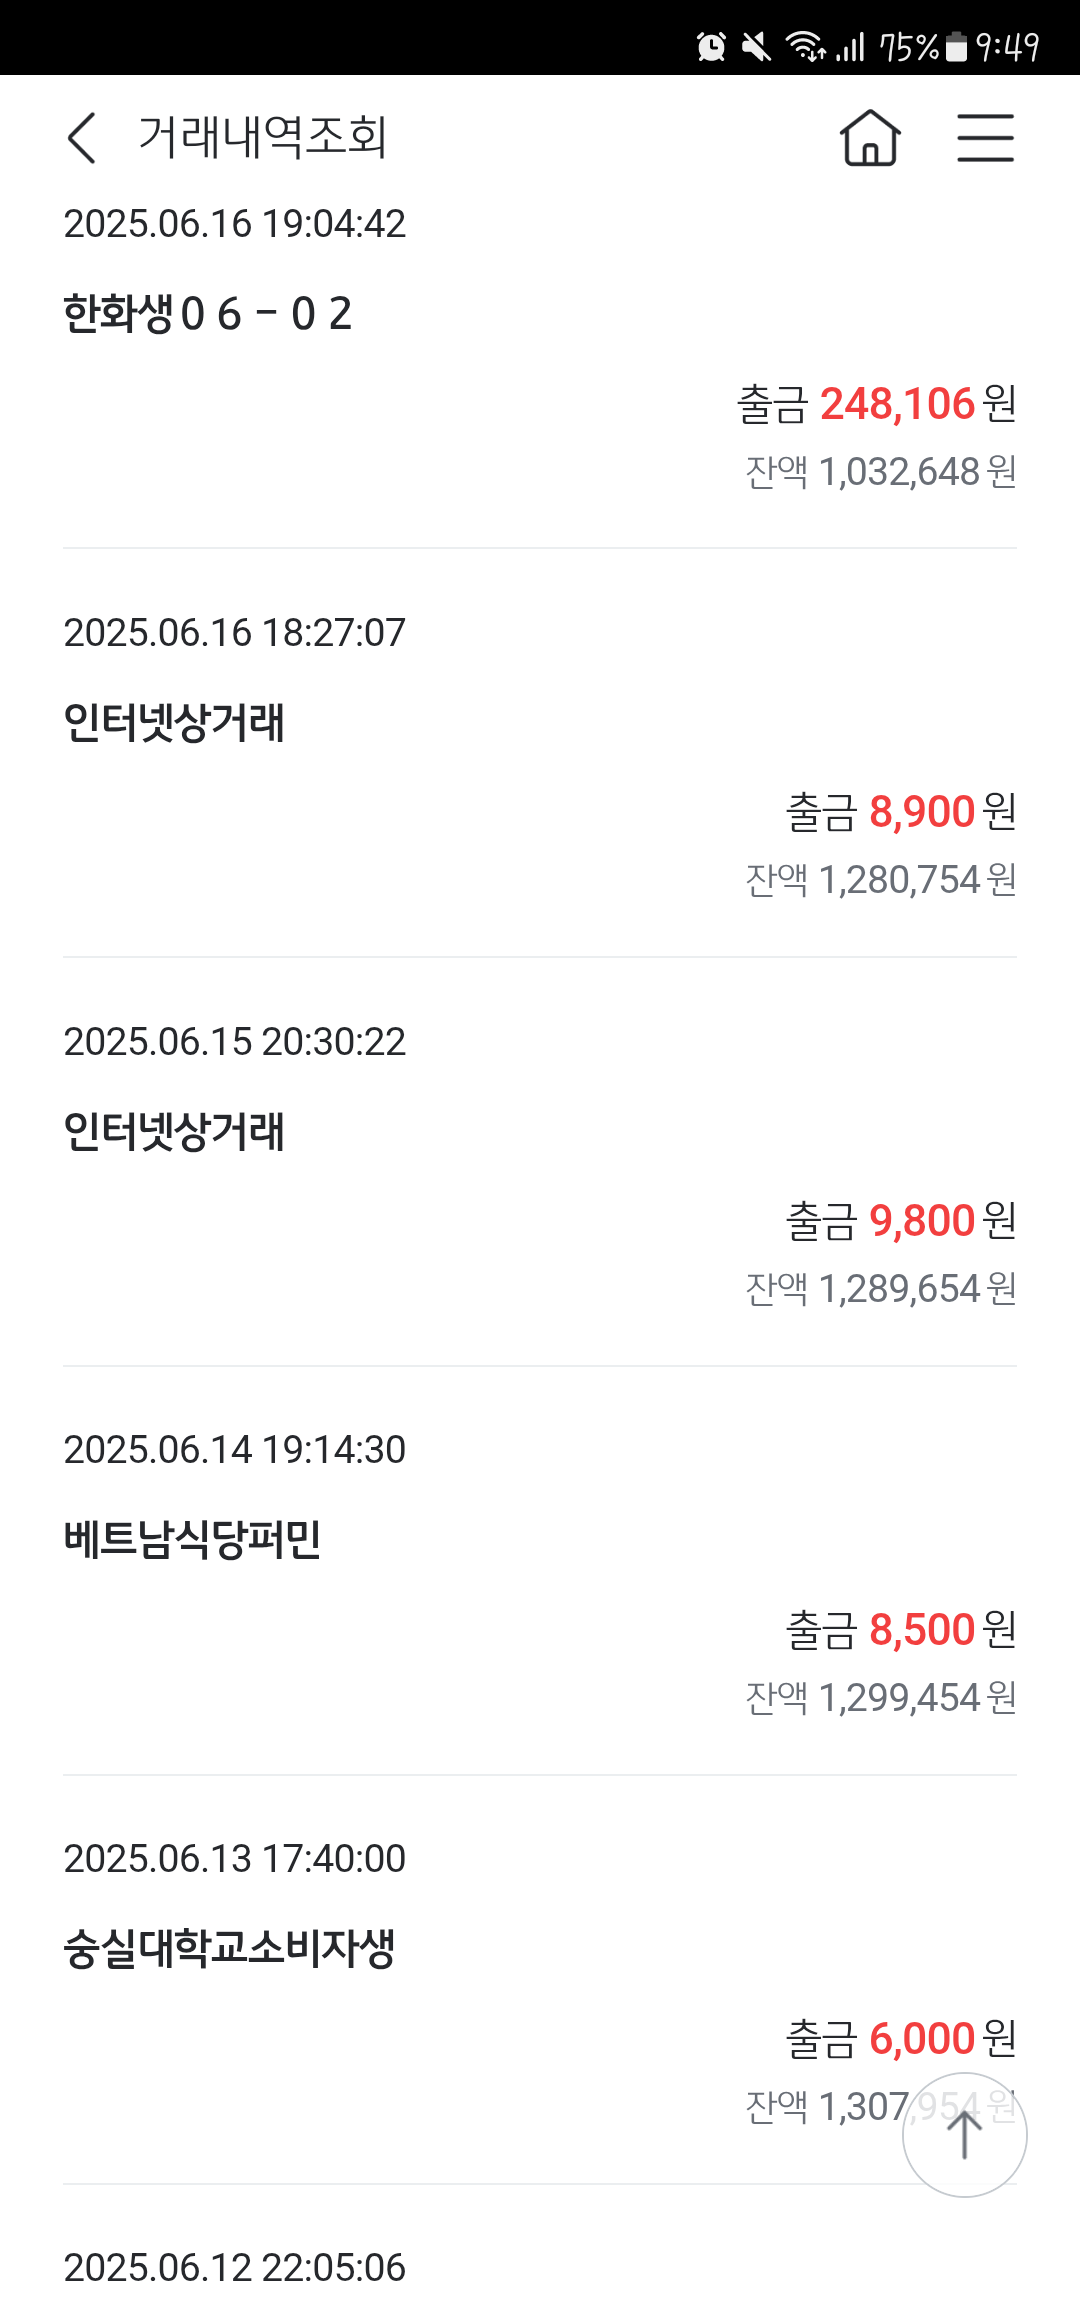 75% 9:49
거래내역조회
2025.06.16 19:04:42
한화생０６－０２
출금 248,106 원
잔액 1,032,648 원
2025.06.16 18:27:07
인터넷상거래
출금 8,900 원
잔액 1,280,754 원
2025.06.15 20:30:22
인터넷상거래
출금 9,800 원
잔액 1,289,654 원
2025.06.14 19:14:30
베트남식당퍼민
출금 8,500 원
잔액 1,299,454 원
2025.06.13 17:40:00
숭실대학교소비자생
출금 6,000 원
잔액 1,307,954 원
2025.06.12 22:05:06